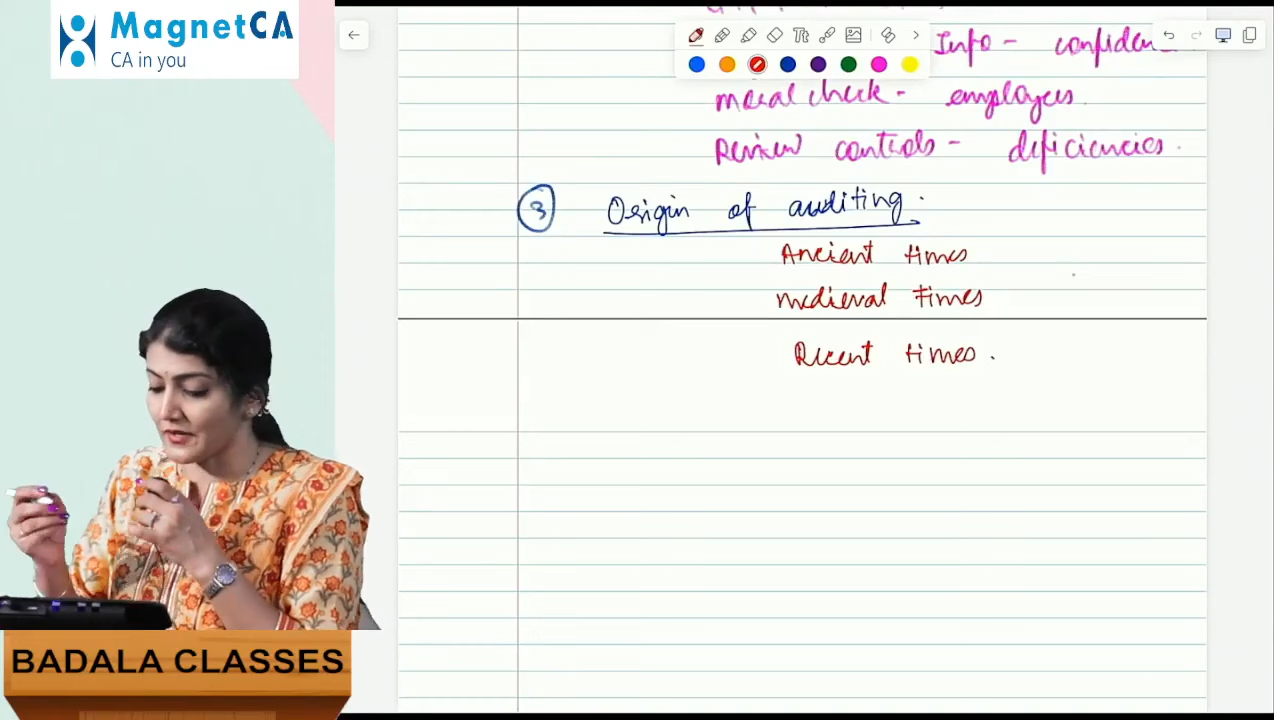 MagnetCA
CA in you
Info - confiden
moral check - employees
Review controls - deficiencies.
3 Origin of auditing.
Ancient times
medieval times
Recent times.
BADALA CLASSES